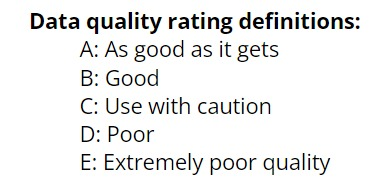 Data quality rating definitions:
A: As good as it gets
B: Good
C: Use with caution
D: Poor
E: Extremely poor quality